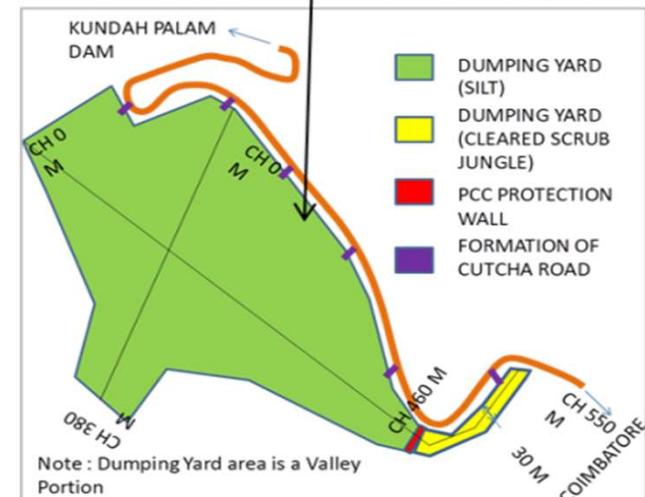 KUNDAH PALAM
DAM
DUMPING YARD
(SILT)
DUMPING YARD
(CLEARED SCRUB
JUNGLE)
PCC PROTECTION
WALL
FORMATION OF
CUTCHA ROAD
CH 0
M
CH 0
M
CH 460 M
CH 380
M
CH 550
M
30 M
COIMBATORE
Note : Dumping Yard area is a Valley
Portion